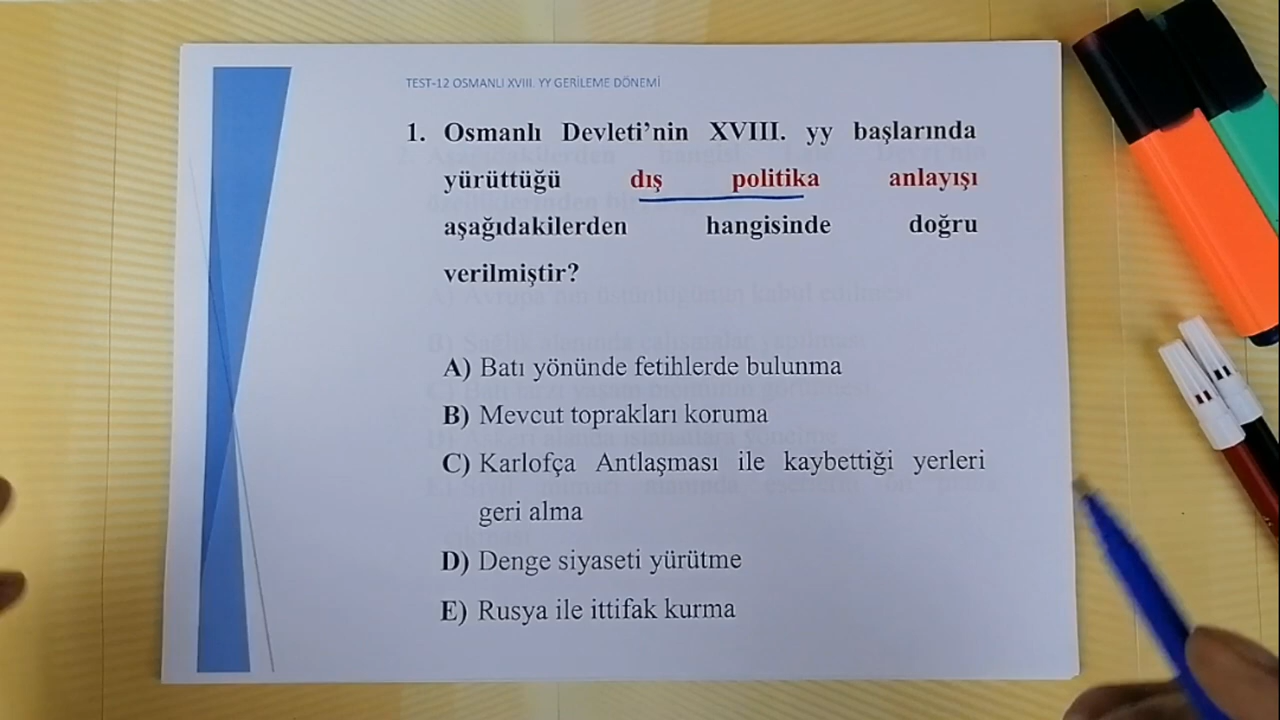 TEST-12 OSMANLI XVIII. YY GERİLEME DÖNEMİ
1. Osmanlı Devleti'nin XVIII. yy başlarında
yürüttüğü dış politika anlayışı
aşağıdakilerden hangisinde doğru
verilmiştir?
A) Batı yönünde fetihlerde bulunma
B) Mevcut toprakları koruma
C) Karlofça Antlaşması ile kaybettiği yerleri
geri alma
D) Denge siyaseti yürütme
E) Rusya ile ittifak kurma